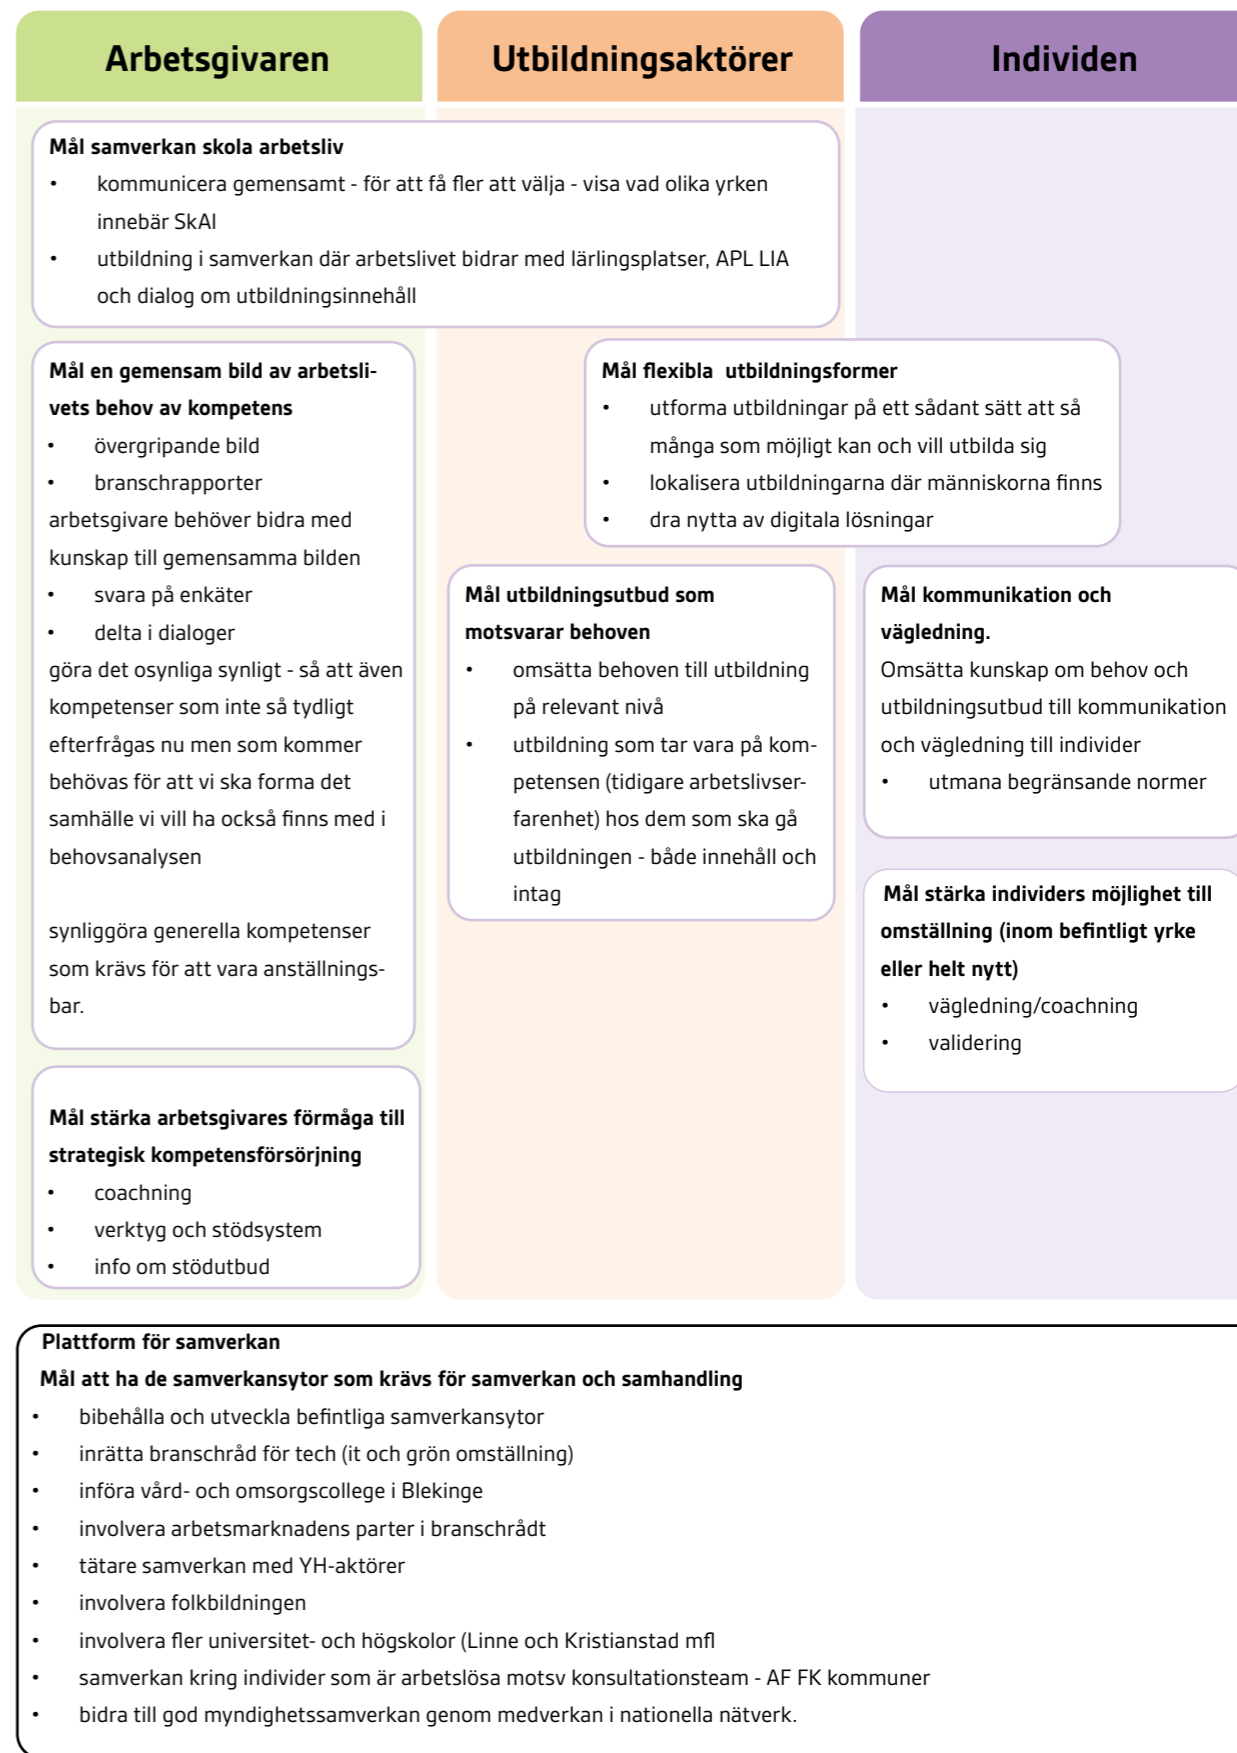 Arbetsgivaren
Utbildningsaktörer
Individen
Mål samverkan skola arbetsliv
• kommunicera gemensamt - för att få fler att välja - visa vad olika yrken
innebär SkAI
• utbildning i samverkan där arbetslivet bidrar med lärlingsplatser, APL LIA
och dialog om utbildningsinnehåll
Mål en gemensam bild av arbetsli-
vets behov av kompetens
• övergripande bild
• branschrapporter
arbetsgivare behöver bidra med
kunskap till gemensamma bilden
• svara på enkäter
• delta i dialoger
göra det osynliga synligt - så att även
kompetenser som inte så tydligt
efterfrågas nu men som kommer
behövas för att vi ska forma det
samhälle vi vill ha också finns med i
behovsanalysen
synliggöra generella kompetenser
som krävs för att vara anställnings-
bar.
Mål stärka arbetsgivares förmåga till
strategisk kompetensförsörjning
• coachning
• verktyg och stödsystem
• info om stödutbud
Mål flexibla utbildningsformer
• utforma utbildningar på ett sådant sätt att så
många som möjligt kan och vill utbilda sig
• lokalisera utbildningarna där människorna finns
• dra nytta av digitala lösningar
Mål utbildningsutbud som
motsvarar behoven
• omsätta behoven till utbildning
på relevant nivå
• utbildning som tar vara på kom-
petensen (tidigare arbetslivser-
farenhet) hos dem som ska gå
utbildningen - både innehåll och
intag
Mål kommunikation och
vägledning.
Omsätta kunskap om behov och
utbildningsutbud till kommunikation
och vägledning till individer
• utmana begränsande normer
Mål stärka individers möjlighet till
omställning (inom befintligt yrke
eller helt nytt)
• vägledning/coachning
• validering
Plattform för samverkan
Mål att ha de samverkansytor som krävs för samverkan och samhandling
• bibehålla och utveckla befintliga samverkansytor
• inrätta branschråd för tech (it och grön omställning)
• införa vård- och omsorgscollege i Blekinge
• involvera arbetsmarknadens parter i branschrådt
• tätare samverkan med YH-aktörer
• involvera folkbildningen
• involvera fler universitet- och högskolor (Linne och Kristianstad mfl
• samverkan kring individer som är arbetslösa motsv konsultationsteam - AF FK kommuner
• bidra till god myndighetssamverkan genom medverkan i nationella nätverk.